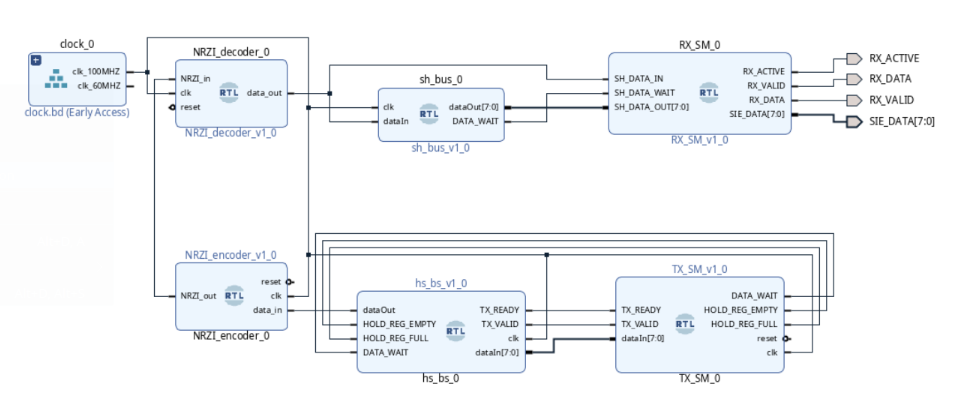 clock_0
clk_100MHZ
clk_60MHZ
clock.bd (Early Access)
NRZI_decoder_0
NRZI_in
clk
reset
data_out
RTL
NRZI_decoder_v1_0
sh_bus_0
clk
dataIn
RTL
dataOut[7:0]
DATA_WAIT
sh_bus_v1_0
RX_SM_0
SH_DATA_IN
SH_DATA_WAIT
SH_DATA_OUT[7:0]
RTL
RX_ACTIVE
RX_VALID
RX_DATA
SIE_DATA[7:0]
RX_SM_v1_0
RX_ACTIVE
RX_DATA
RX_VALID
SIE_DATA[7:0]
NRZI_encoder_v1_0
NRZI_out
RTL
reset
clk
data_in
NRZI_encoder_0
hs_bs_v1_0
dataOut
HOLD_REG_EMPTY
HOLD_REG_FULL
DATA_WAIT
RTL
TX_READY
TX_VALID
clk
dataIn[7:0]
hs_bs_0
TX_SM_v1_0
TX_READY
TX_VALID
dataIn[7:0]
RTL
DATA_WAIT
HOLD_REG_EMPTY
HOLD_REG_FULL
reset
clk
TX_SM_0